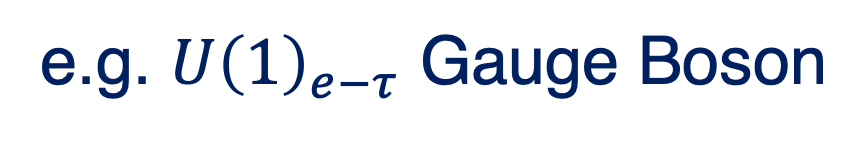 e.g. 𝑈(1)ₑ₋𝜏 Gauge Boson